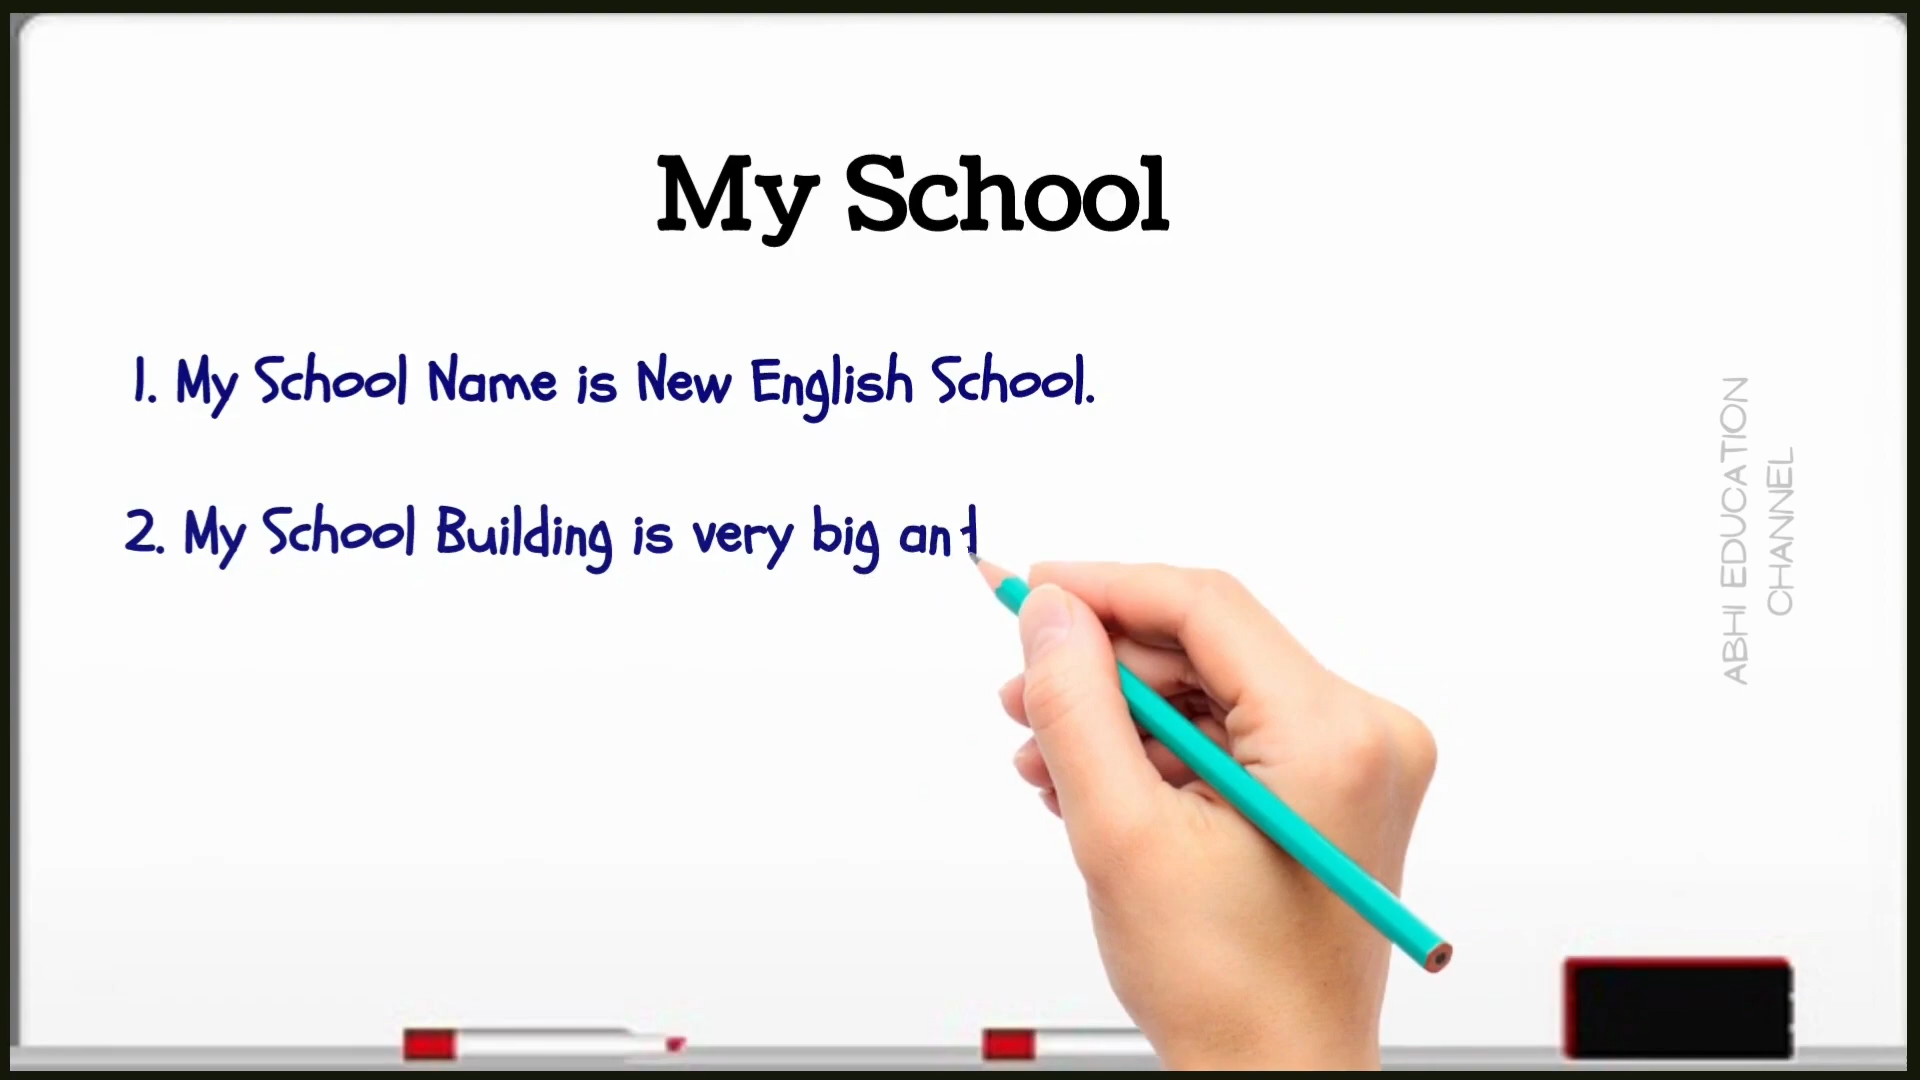 My School
1. My School Name is New English School.
2. My School Building is very big an
ABHI EDUCATION
CHANNEL